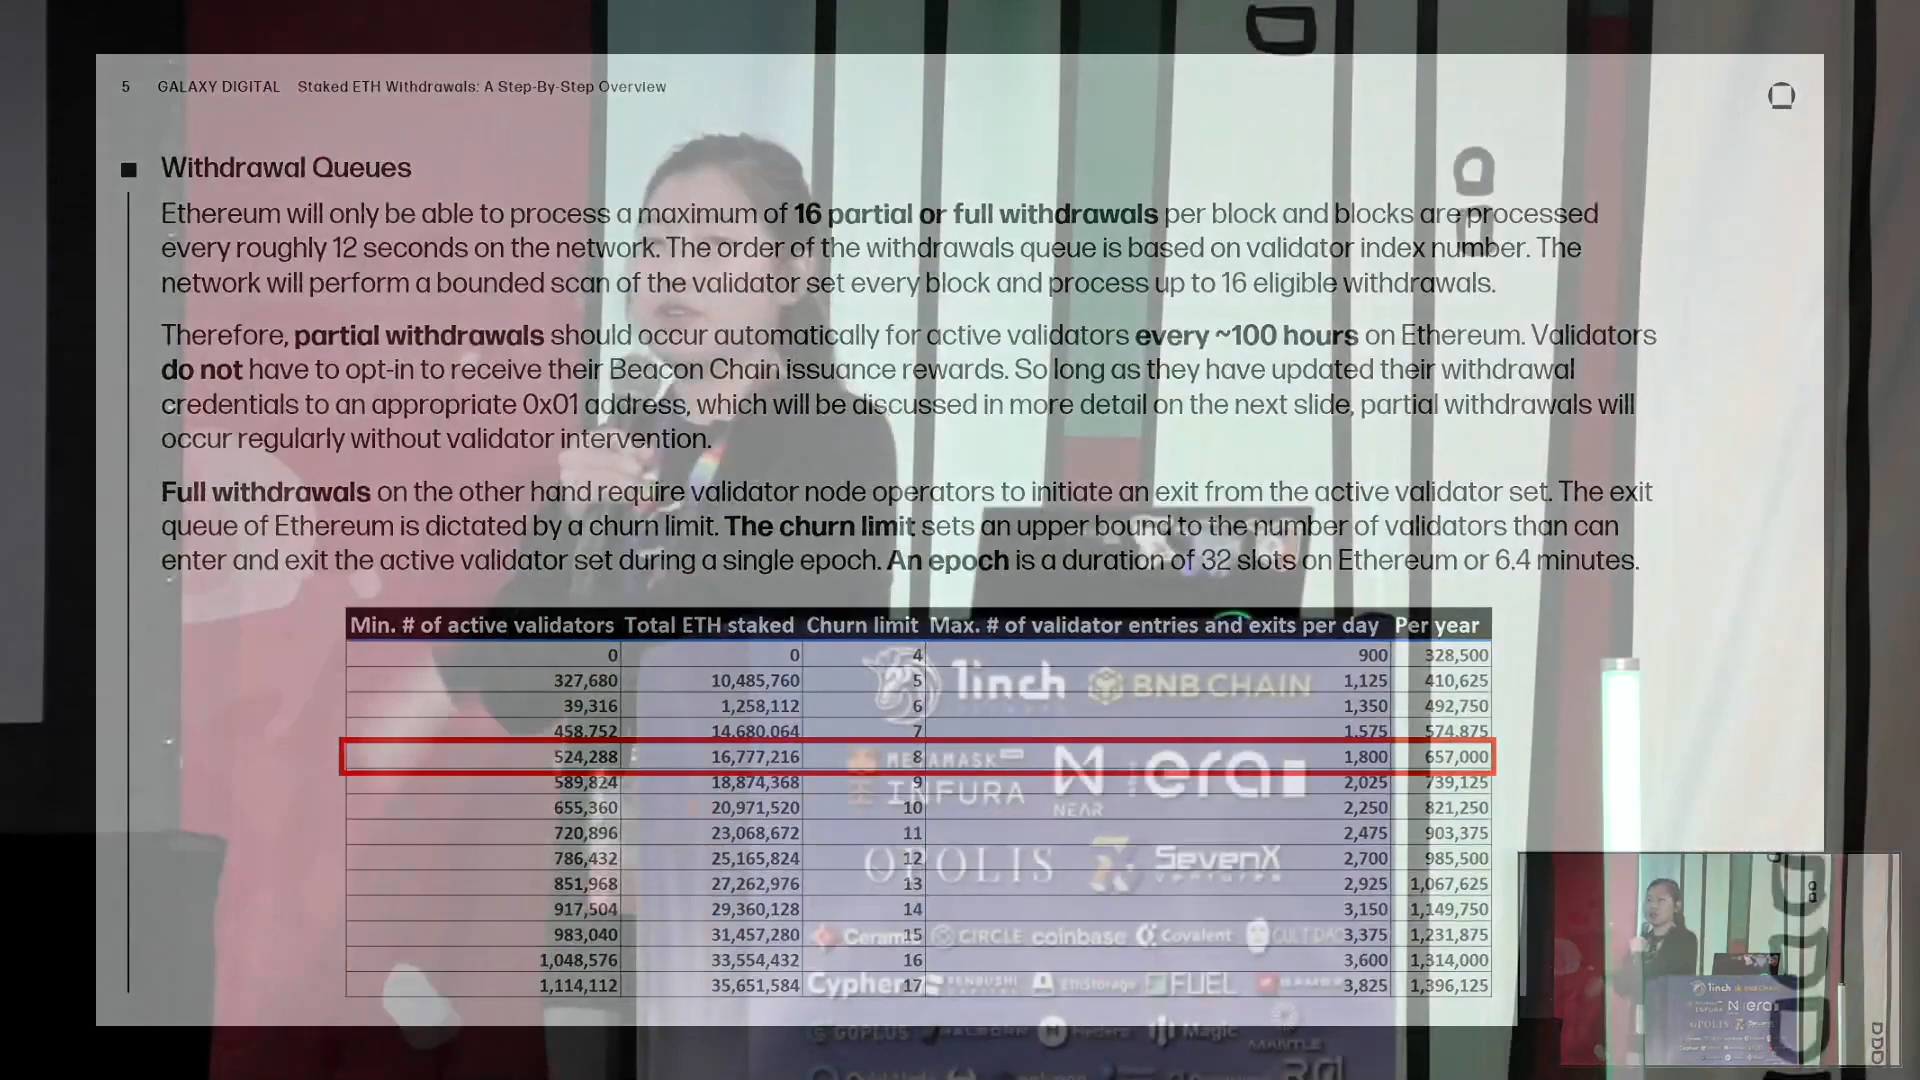 5 GALAXY DIGITAL Staked ETH Withdrawals: A Step-By-Step Overview
Withdrawal Queues
Ethereum will only be able to process a maximum of 16 partial or full withdrawals per block and blocks are processed
every roughly 12 seconds on the network. The order of the withdrawals queue is based on validator index number. The
network will perform a bounded scan of the validator set every block and process up to 16 eligible withdrawals.
Therefore, partial withdrawals should occur automatically for active validators every ~100 hours on Ethereum. Validators
do not have to opt-in to receive their Beacon Chain issuance rewards. So long as they have updated their withdrawal
credentials to an appropriate 0x01 address, which will be discussed in more detail on the next slide, partial withdrawals will
occur regularly without validator intervention.
Full withdrawals on the other hand require validator node operators to initiate an exit from the active validator set. The exit
queue of Ethereum is dictated by a churn limit. The churn limit sets an upper bound to the number of validators than can
enter and exit the active validator set during a single epoch. An epoch is a duration of 32 slots on Ethereum or 6.4 minutes.
Min. # of active validators Total ETH staked Churn limit Max. # of validator entries and exits per day Per year
0 0 4 900 328,500
327,680 10,485,760 5 1,125 410,625
39,316 1,258,112 6 1,350 492,750
458,752 14,680,064 7 1,575 574,875
524,288 16,777,216 8 1,800 657,000
589,824 18,874,368 9 2,025 739,125
655,360 20,971,520 10 2,250 821,250
720,896 23,068,672 11 2,475 903,375
786,432 25,165,824 12 2,700 985,500
851,968 27,262,976 13 2,925 1,067,625
917,504 29,360,128 14 3,150 1,149,750
983,040 31,457,280 15 3,375 1,231,875
1,048,576 33,554,432 16 3,600 1,314,000
1,114,112 35,651,584 17 3,825 1,396,125
1inch BNB CHAIN
METAMASK
INFURA NEAR era
OPOLIS SevenX
CIRCLE coinbase Covalent
Cypher EthStorage FUEL
GOPLUS Hedera Magic MANTLE